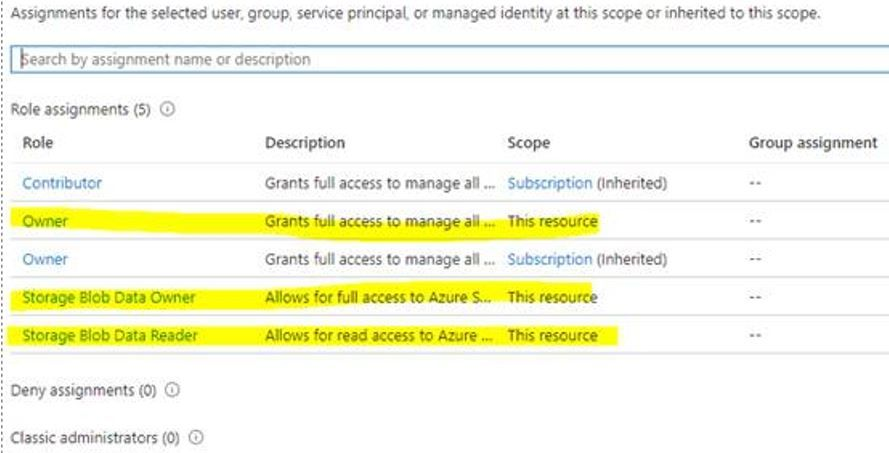 Assignments for the selected user, group, service principal, or managed identity at this scope or inherited to this scope.
Search by assignment name or description
Role assignments (5)
Role Description Scope Group assignment
Contributor Grants full access to manage all ... Subscription (Inherited) --
Owner Grants full access to manage all ... This resource --
Owner Grants full access to manage all ... Subscription (Inherited) --
Storage Blob Data Owner Allows for full access to Azure S... This resource --
Storage Blob Data Reader Allows for read access to Azure ... This resource --
Deny assignments (0)
Classic administrators (0)